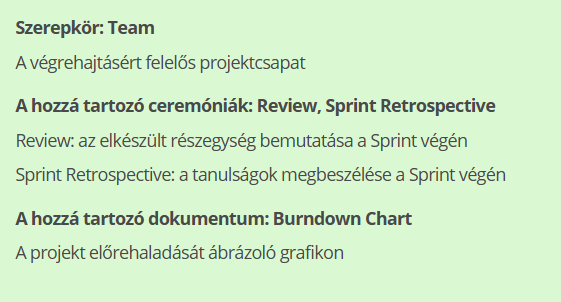 Szerepkör: Team
A végrehajtásért felelős projektcsapat
A hozzá tartozó ceremóniák: Review, Sprint Retrospective
Review: az elkészült részegység bemutatása a Sprint végén
Sprint Retrospective: a tanulságok megbeszélése a Sprint végén
A hozzá tartozó dokumentum: Burndown Chart
A projekt előrehaladását ábrázoló grafikon